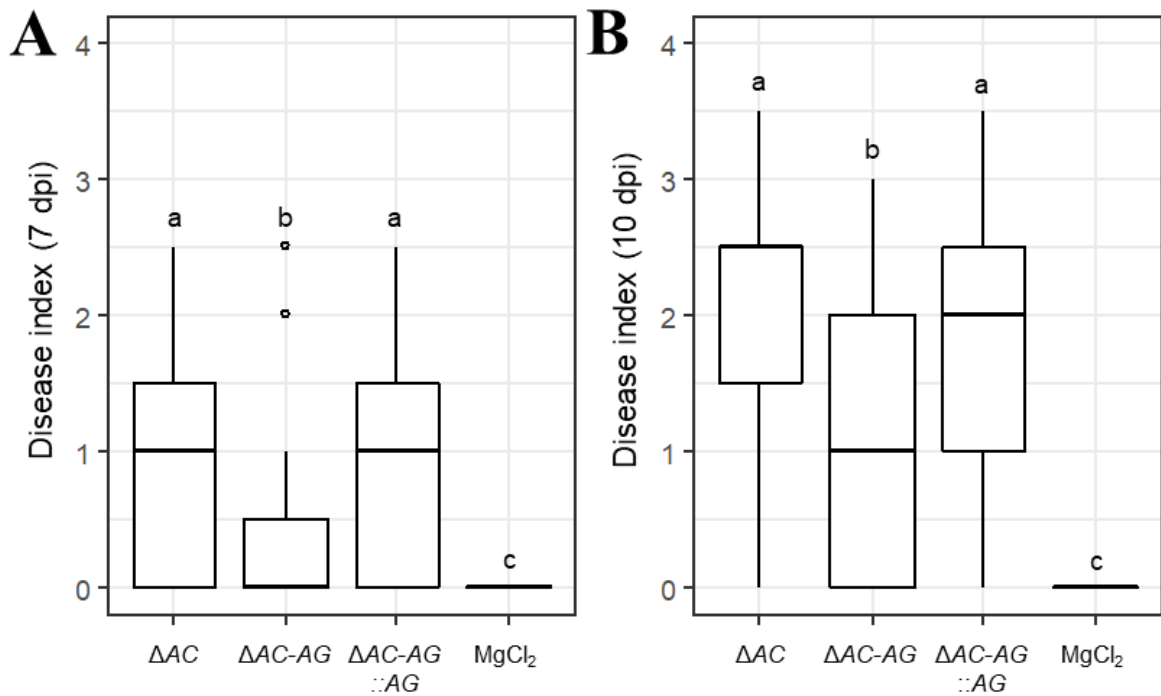 A
Disease index (7 dpi)
4
3
2
1
0
a
b
a
c
ΔAC
ΔAC-AG
ΔAC-AG
::AG
MgCl₂
B
Disease index (10 dpi)
4
3
2
1
0
a
b
a
c
ΔAC
ΔAC-AG
ΔAC-AG
::AG
MgCl₂